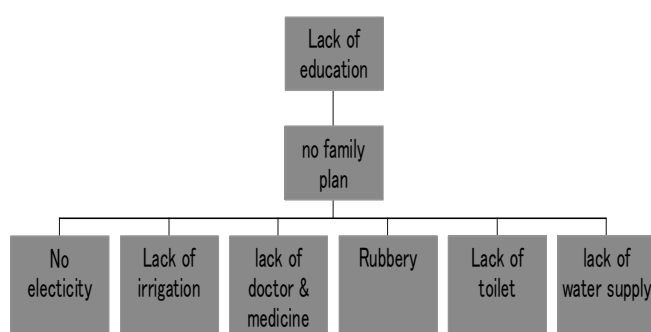 Lack of
education
no family
plan
No
electicity
Lack of
irrigation
lack of
doctor &
medicine
Rubbery
Lack of
toilet
lack of
water supply